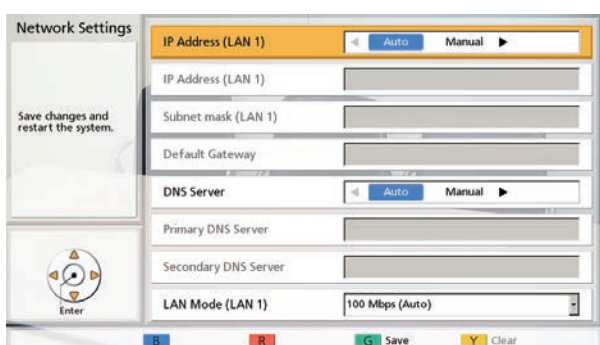 Network Settings
Save changes and
restart the system.
Enter
IP Address (LAN 1) Auto Manual
IP Address (LAN 1)
Subnet mask (LAN 1)
Default Gateway
DNS Server Auto Manual
Primary DNS Server
Secondary DNS Server
LAN Mode (LAN 1) 100 Mbps (Auto)
B R G Save Y Clear